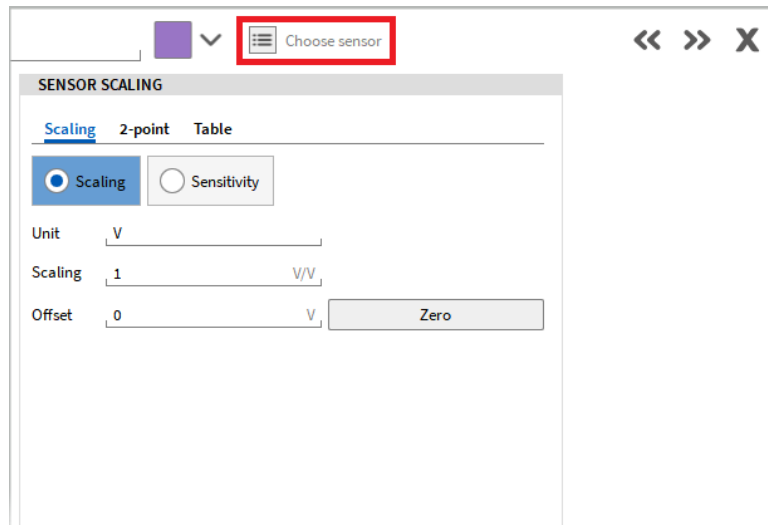 Choose sensor
SENSOR SCALING
Scaling 2-point Table
Scaling Sensitivity
Unit V
Scaling 1 V/V
Offset 0 V Zero